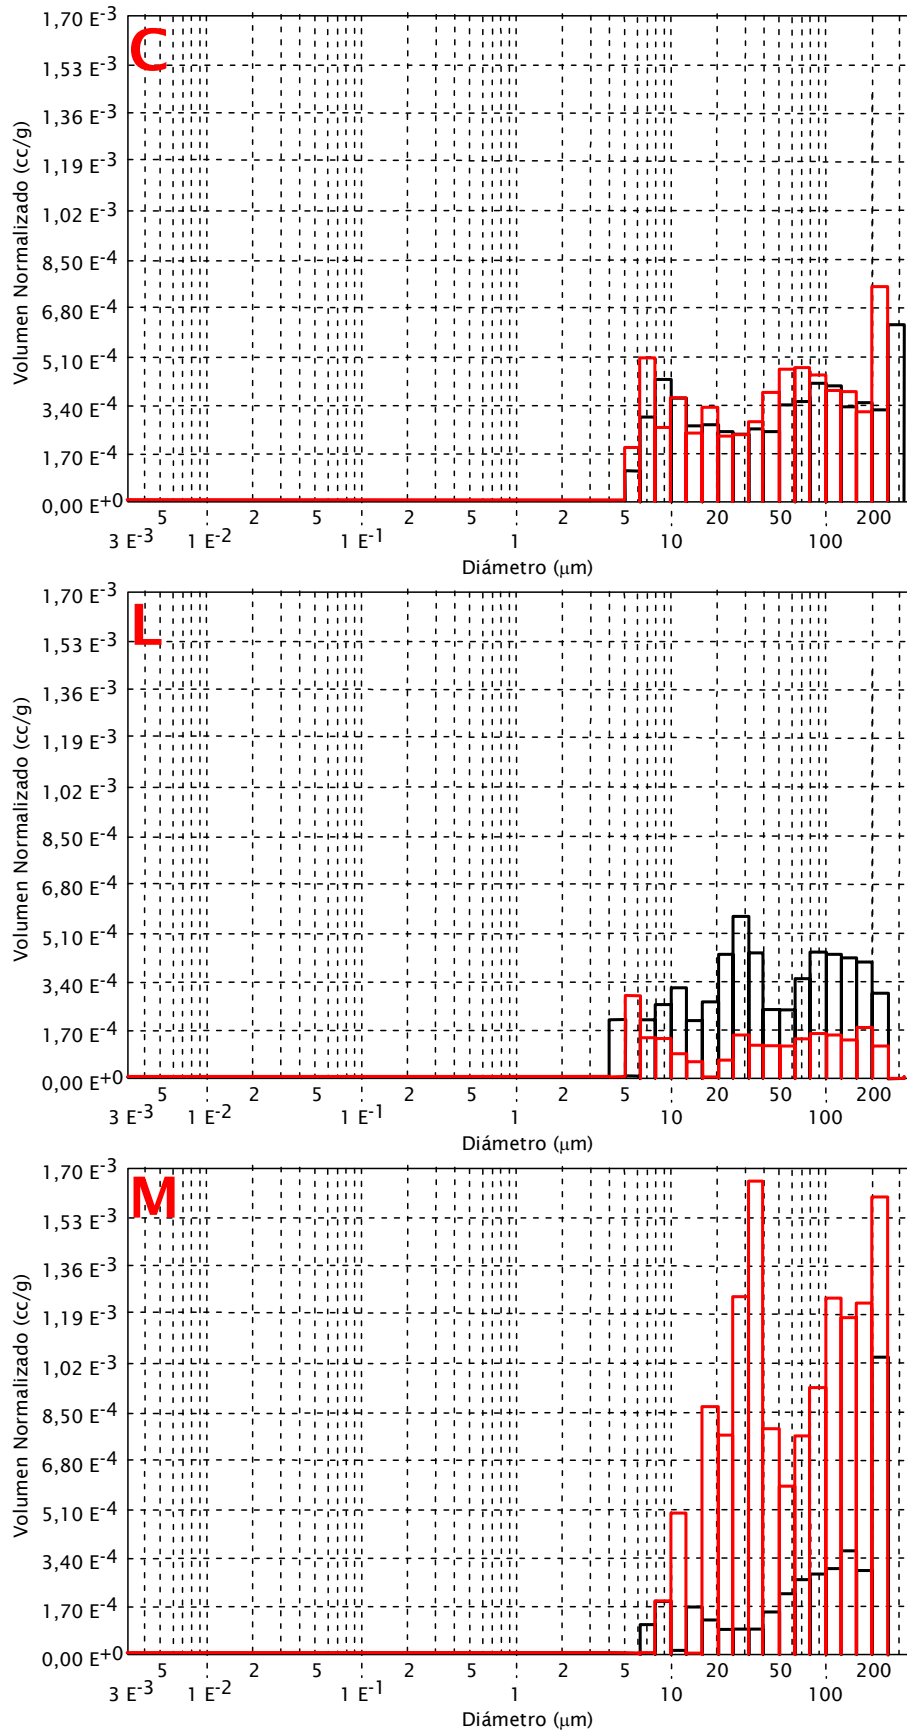 C
Volumen Normalizado (cc/g)
1,70 E-3
1,53 E-3
1,36 E-3
1,19 E-3
1,02 E-3
8,50 E-4
6,80 E-4
5,10 E-4
3,40 E-4
1,70 E-4
0,00 E+0
5 2 5 2 5 2 5 20 50 200
3 E-3 1 E-2 1 E-1 1 10 100
Diámetro (µm)
L
Volumen Normalizado (cc/g)
1,70 E-3
1,53 E-3
1,36 E-3
1,19 E-3
1,02 E-3
8,50 E-4
6,80 E-4
5,10 E-4
3,40 E-4
1,70 E-4
0,00 E+0
5 2 5 2 5 2 5 20 50 200
3 E-3 1 E-2 1 E-1 1 10 100
Diámetro (µm)
M
Volumen Normalizado (cc/g)
1,70 E-3
1,53 E-3
1,36 E-3
1,19 E-3
1,02 E-3
8,50 E-4
6,80 E-4
5,10 E-4
3,40 E-4
1,70 E-4
0,00 E+0
5 2 5 2 5 2 5 20 50 200
3 E-3 1 E-2 1 E-1 1 10 100
Diámetro (µm)